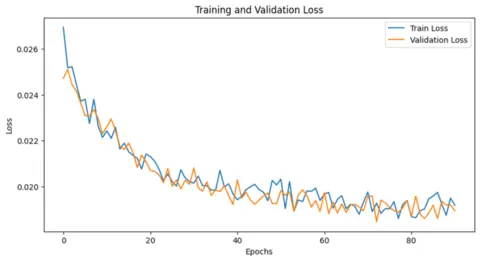 Training and Validation Loss
Train Loss
Validation Loss
0.026
0.024
0.022
0.020
Loss
0 20 40 60 80
Epochs